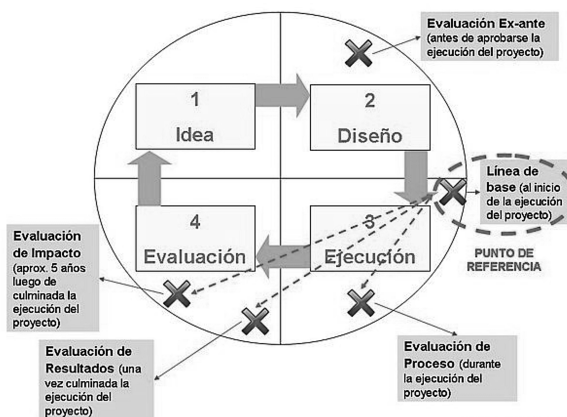 Evaluación Ex-ante
(antes de aprobarse la
ejecución del proyecto)
1
Idea
2
Diseño
Línea de
base (al inicio
de la ejecución
del proyecto)
PUNTO DE
REFERENCIA
4
Evaluación
3
Ejecución
Evaluación
de Impacto
(aprox. 5 años
luego de
culminada la
ejecución del
proyecto)
Evaluación de
Resultados (una
vez culminada la
ejecución del
proyecto)
Evaluación de
Proceso (durante
la ejecución del
proyecto)